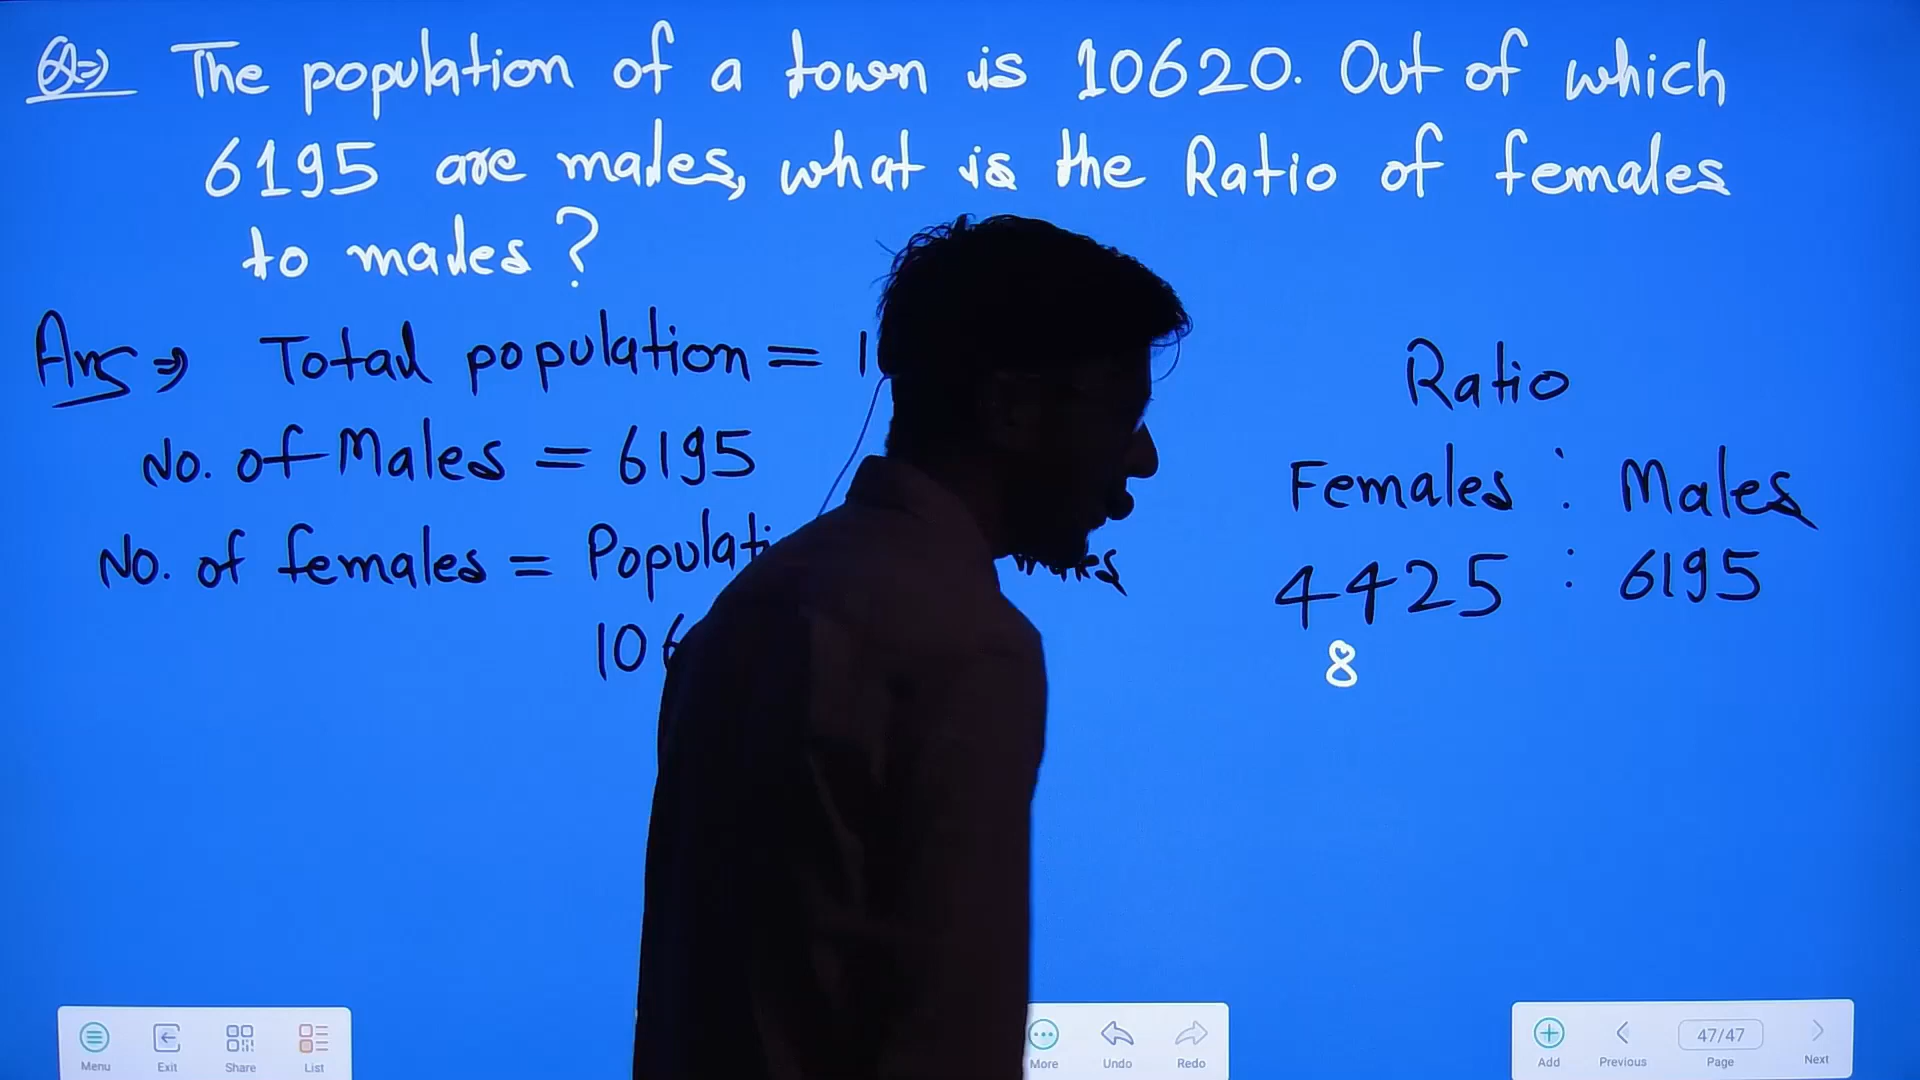 Q⇒ The population of a town is 10620. Out of which
6195 are males, what is the Ratio of females
to males?
Ans⇒ Total population = 1
No. of Males = 6195
No. of females =
106
Ratio
Females : Males
4425 : 6195
8
Menu Exit Share List
More Undo Redo
Add Previous 47/47 Page Next